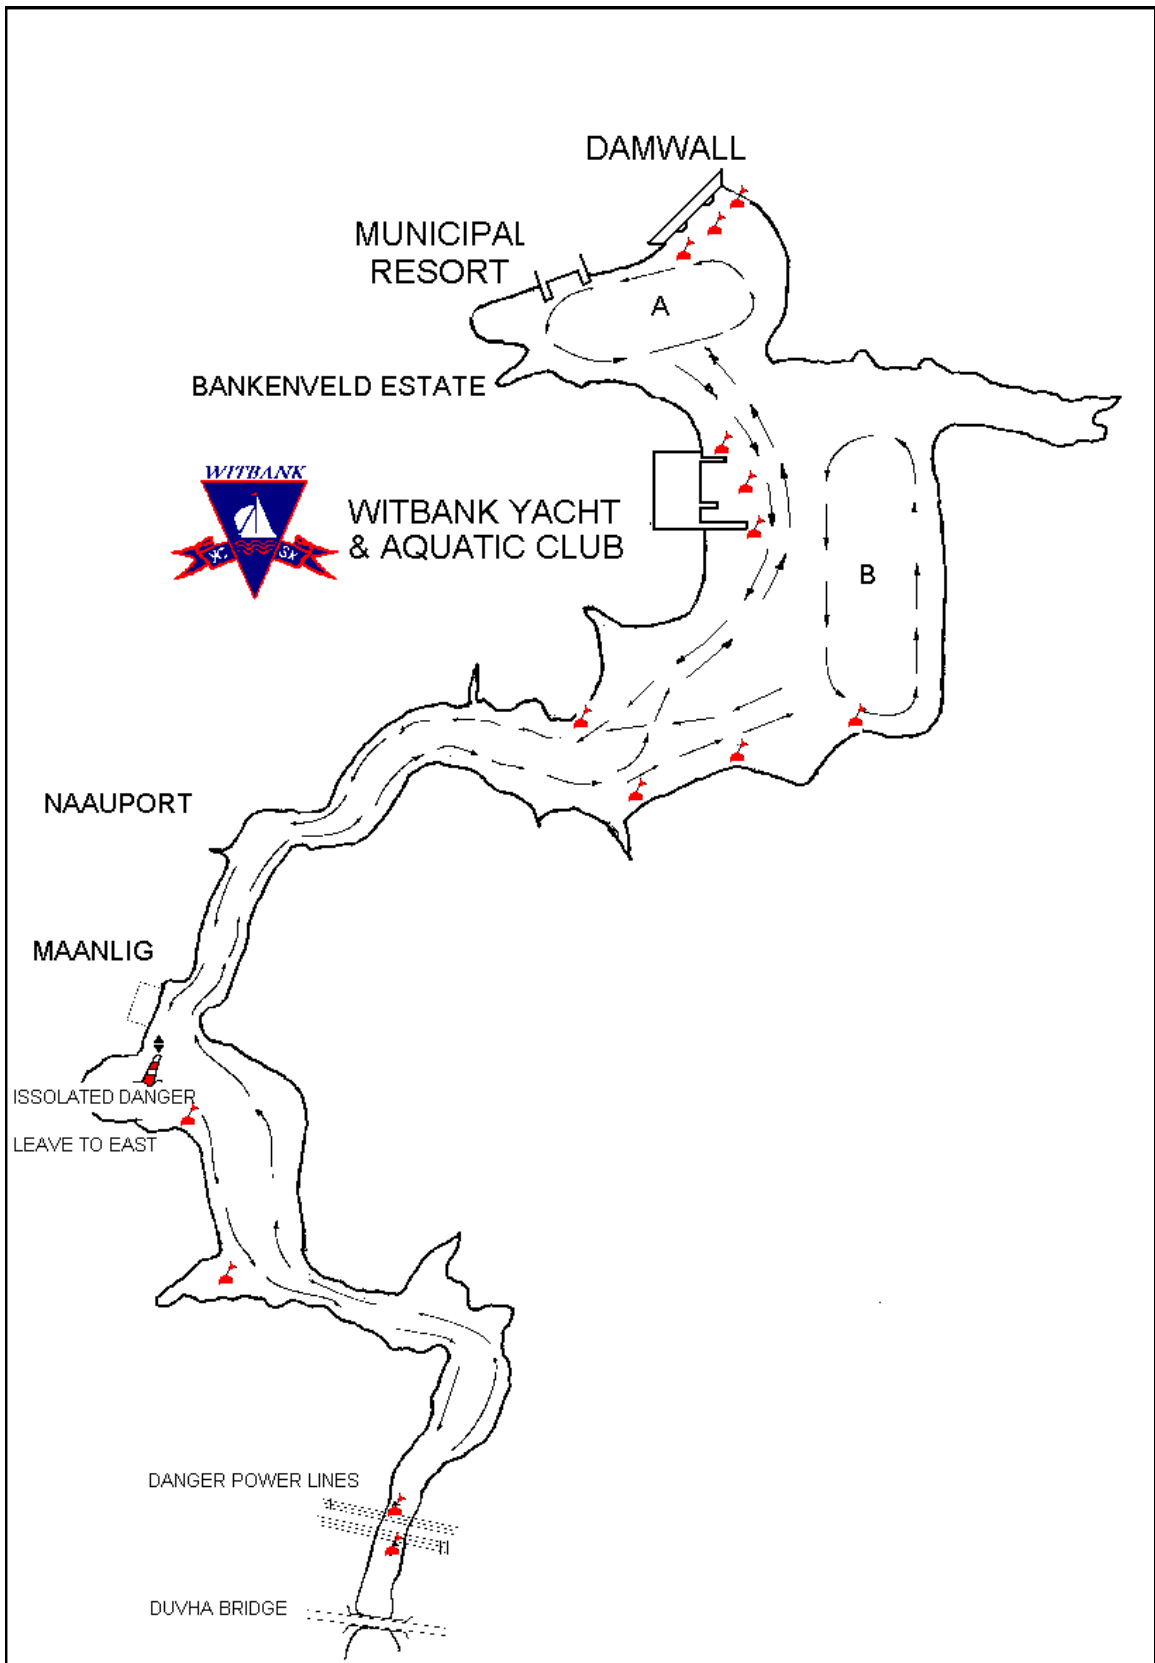 DAMWALL
MUNICIPAL
RESORT
A
BANKENVELD ESTATE
WITBANK
WITBANK YACHT
& AQUATIC CLUB
B
NAAUPORT
MAANLIG
ISSOLATED DANGER
LEAVE TO EAST
DANGER POWER LINES
DUVHA BRIDGE